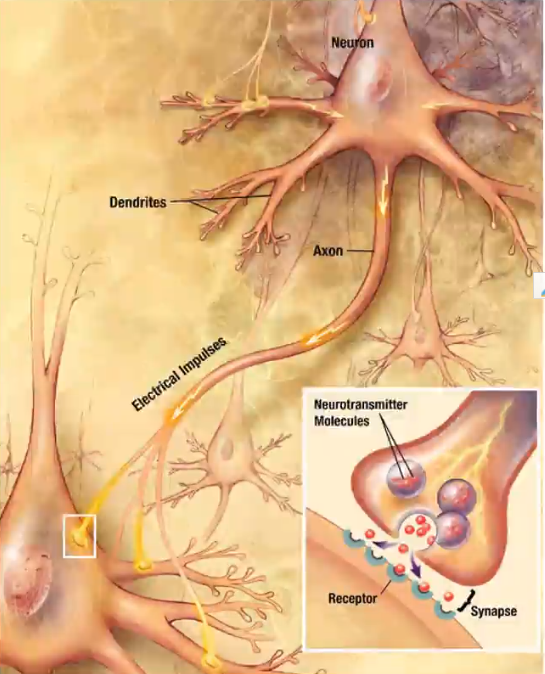 Neuron
Dendrites
Axon
Electrical Impulses
Neurotransmitter
Molecules
Receptor
Synapse